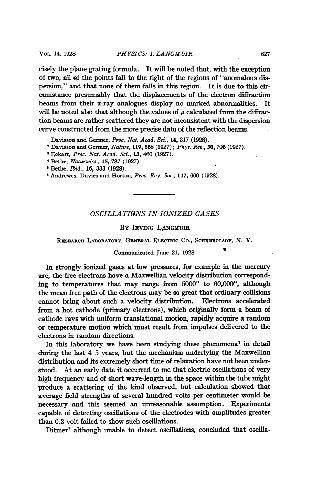 VOL. 14, 1928 PHYSICS: I. LANGMUIR 627
cisely the plane grating formula. It will be noted that, with the exception
of two, all of the points fall to the right of the regions of "anomalous dis-
persion," and that none of them falls in this region. It is due to this cir-
cumstance presumably that the displacements of the electron diffraction
beams from their x-ray analogues display no marked abnormalities. It
will be noted also that although the values of μ calculated from the diffrac-
tion beams are rather scattered they are not inconsistent with the dispersion
curve constructed from the more precise data of the reflection beams.
Davisson and Germer, Proc. Nat. Acad. Sci., 14, 317 (1928).
Davisson and Germer, Nature, 119, 558 (1927); Phys. Rev., 30, 705 (1927).
Eckart, Proc. Nat. Acad. Sci., 13, 460 (1927).
Bethe, Naturwiss., 15, 787 (1927)
Bethe, Ibid., 16, 333 (1928).
Andrewes, Davies and Horton, Proc. Roy. Soc., 117, 660 (1928).
OSCILLATIONS IN IONIZED GASES
BY IRVING LANGMUIR
RESEARCH LABORATORY, GENERAL ELECTRIC CO., SCHENECTADY, N. Y.
Communicated June 21, 1928
In strongly ionized gases at low pressures, for example in the mercury
arc, the free electrons have a Maxwellian velocity distribution correspond-
ing to temperatures that may range from 5000° to 60,000°, although
the mean free path of the electrons may be so great that ordinary collisions
cannot bring about such a velocity distribution. Electrons accelerated
from a hot cathode (primary electrons), which originally form a beam of
cathode rays with uniform translational motion, rapidly acquire a random
or temperature motion which must result from impulses delivered to the
electrons in random directions.
In this laboratory we have been studying these phenomena¹ in detail
during the last 4-5 years, but the mechanism underlying the Maxwellian
distribution and its extremely short time of relaxation have not been under-
stood. At an early date it occurred to me that electric oscillations of very
high frequency and of short wave-length in the space within the tube might
produce a scattering of the kind observed, but calculation showed that
average field strengths of several hundred volts per centimeter would be
necessary and this seemed an unreasonable assumption. Experiments
capable of detecting oscillations of the electrodes with amplitudes greater
than 0.2 volt failed to show such oscillations.
Ditmer² although unable to detect oscillations, concluded that oscilla-